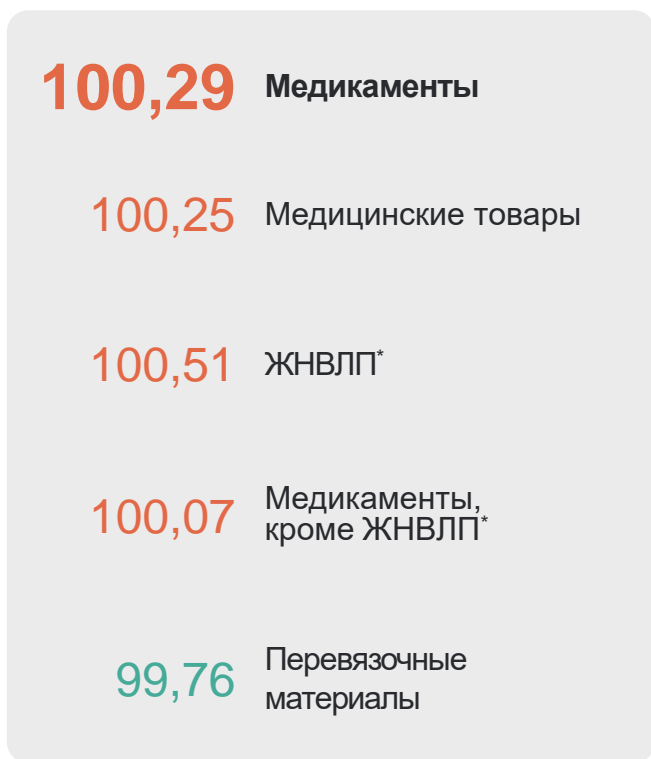 100,29 Медикаменты
100,25 Медицинские товары
100,51 ЖНВЛП*
100,07 Медикаменты,
кроме ЖНВЛП*
99,76 Перевязочные
материалы